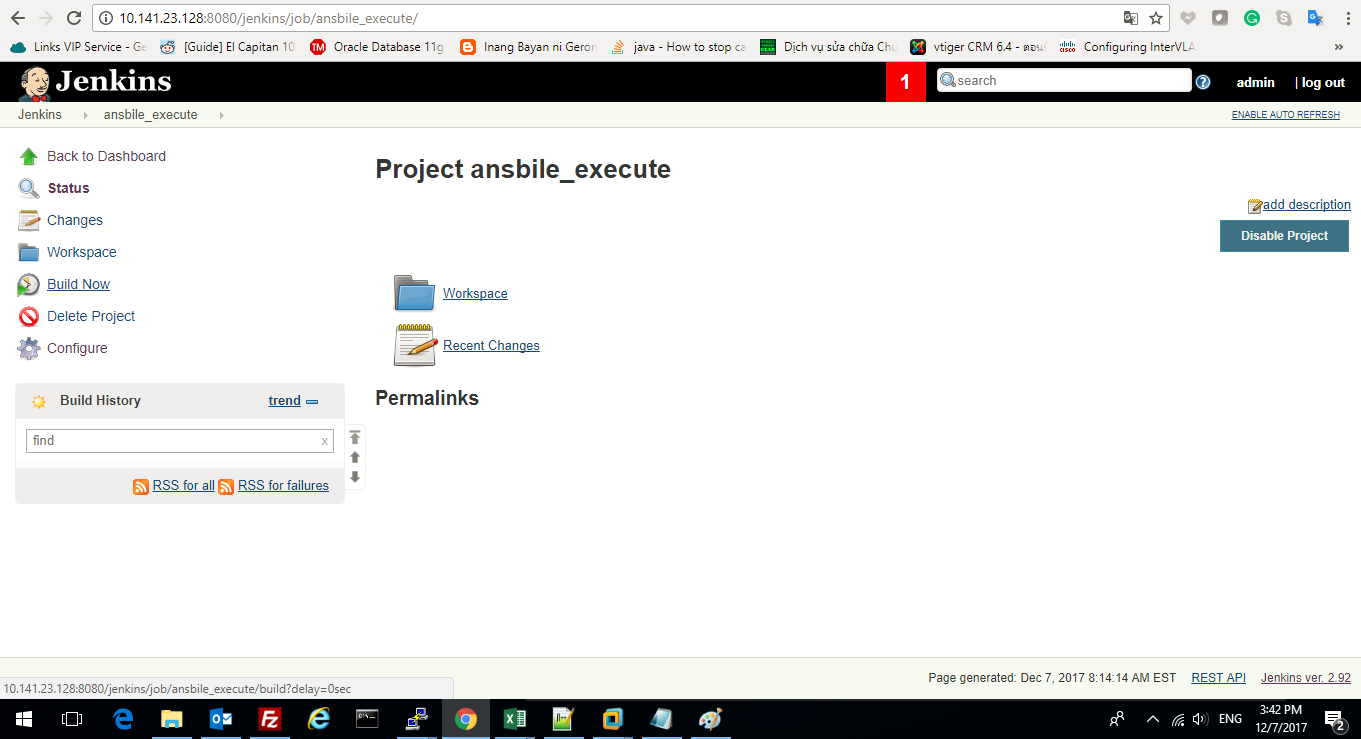 10.141.23.128:8080/jenkins/job/ansbile_execute/
Links VIP Service - Ge
[Guide] El Capitan 10
Oracle Database 11g
Inang Bayan ni Geron
java - How to stop ca
Dịch vụ sửa chữa Chu
vtiger CRM 6.4 -
Configuring InterVLA
»
Jenkins
1
search
admin
| log out
Jenkins
ansbile_execute
ENABLE AUTO REFRESH
Back to Dashboard
Status
Changes
Workspace
Build Now
Delete Project
Configure
Project ansbile_execute
add description
Disable Project
Workspace
Recent Changes
Permalinks
Build History
trend
find
x
RSS for all
RSS for failures
Page generated: Dec 7, 2017 8:14:14 AM EST
REST API
Jenkins ver. 2.92
10.141.23.128:8080/jenkins/job/ansbile_execute/build?delay=0sec
ENG
3:42 PM
12/7/2017
2